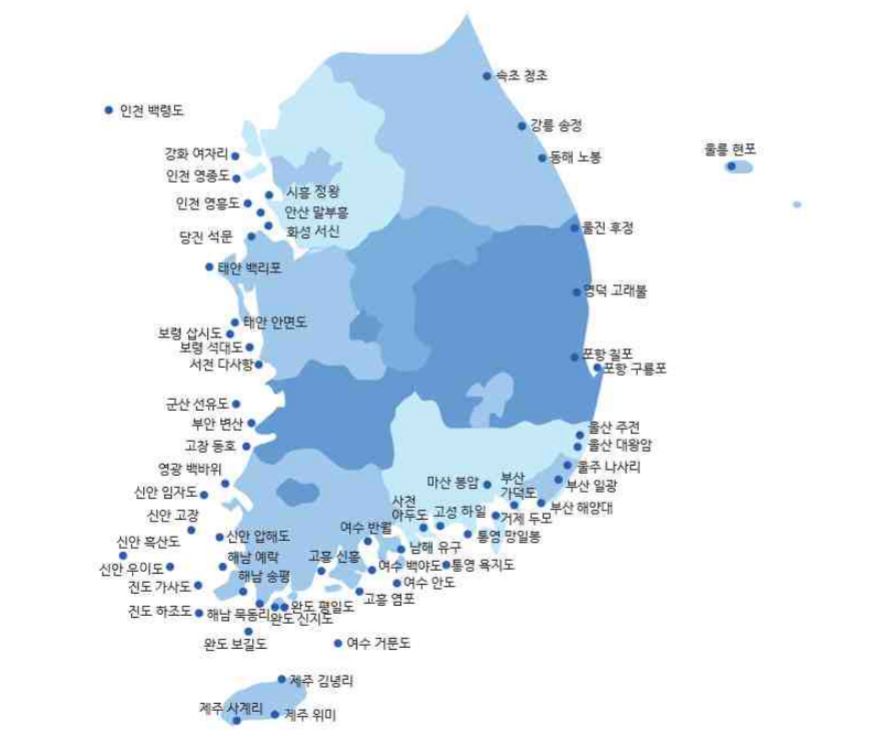 속초 청초
인천 백령도
강릉 송정
울릉 현포
강화 여자리
동해 노봉
인천 영종도
시흥 정왕
인천 영흥도
안산 말부흥
울진 후정
화성 서신
당진 석문
태안 백리포
영덕 고래불
태안 안면도
보령 삽시도
보령 석대도
포항 칠포
서천 다사항
포항 구룡포
군산 선유도
부안 변산
울산 주전
고창 동호
울산 대왕암
영광 백바위
울주 나사리
마산 봉암
부산
가덕도
부산 일광
신안 임자도
사천
아두도
고성 하일
부산 해양대
신안 고장
거제 두모
여수 반월
신안 압해도
통영 망일봉
신안 흑산도
남해 유구
해남 예락
고흥 신흥
신안 우이도
여수 백야도
통영 욕지도
해남 송평
여수 안도
진도 가사도
고흥 염포
진도 하조도
해남 묵동리
완도 평일도
완도 신지도
완도 보길도
여수 거문도
제주 김녕리
제주 사계리
제주 위미